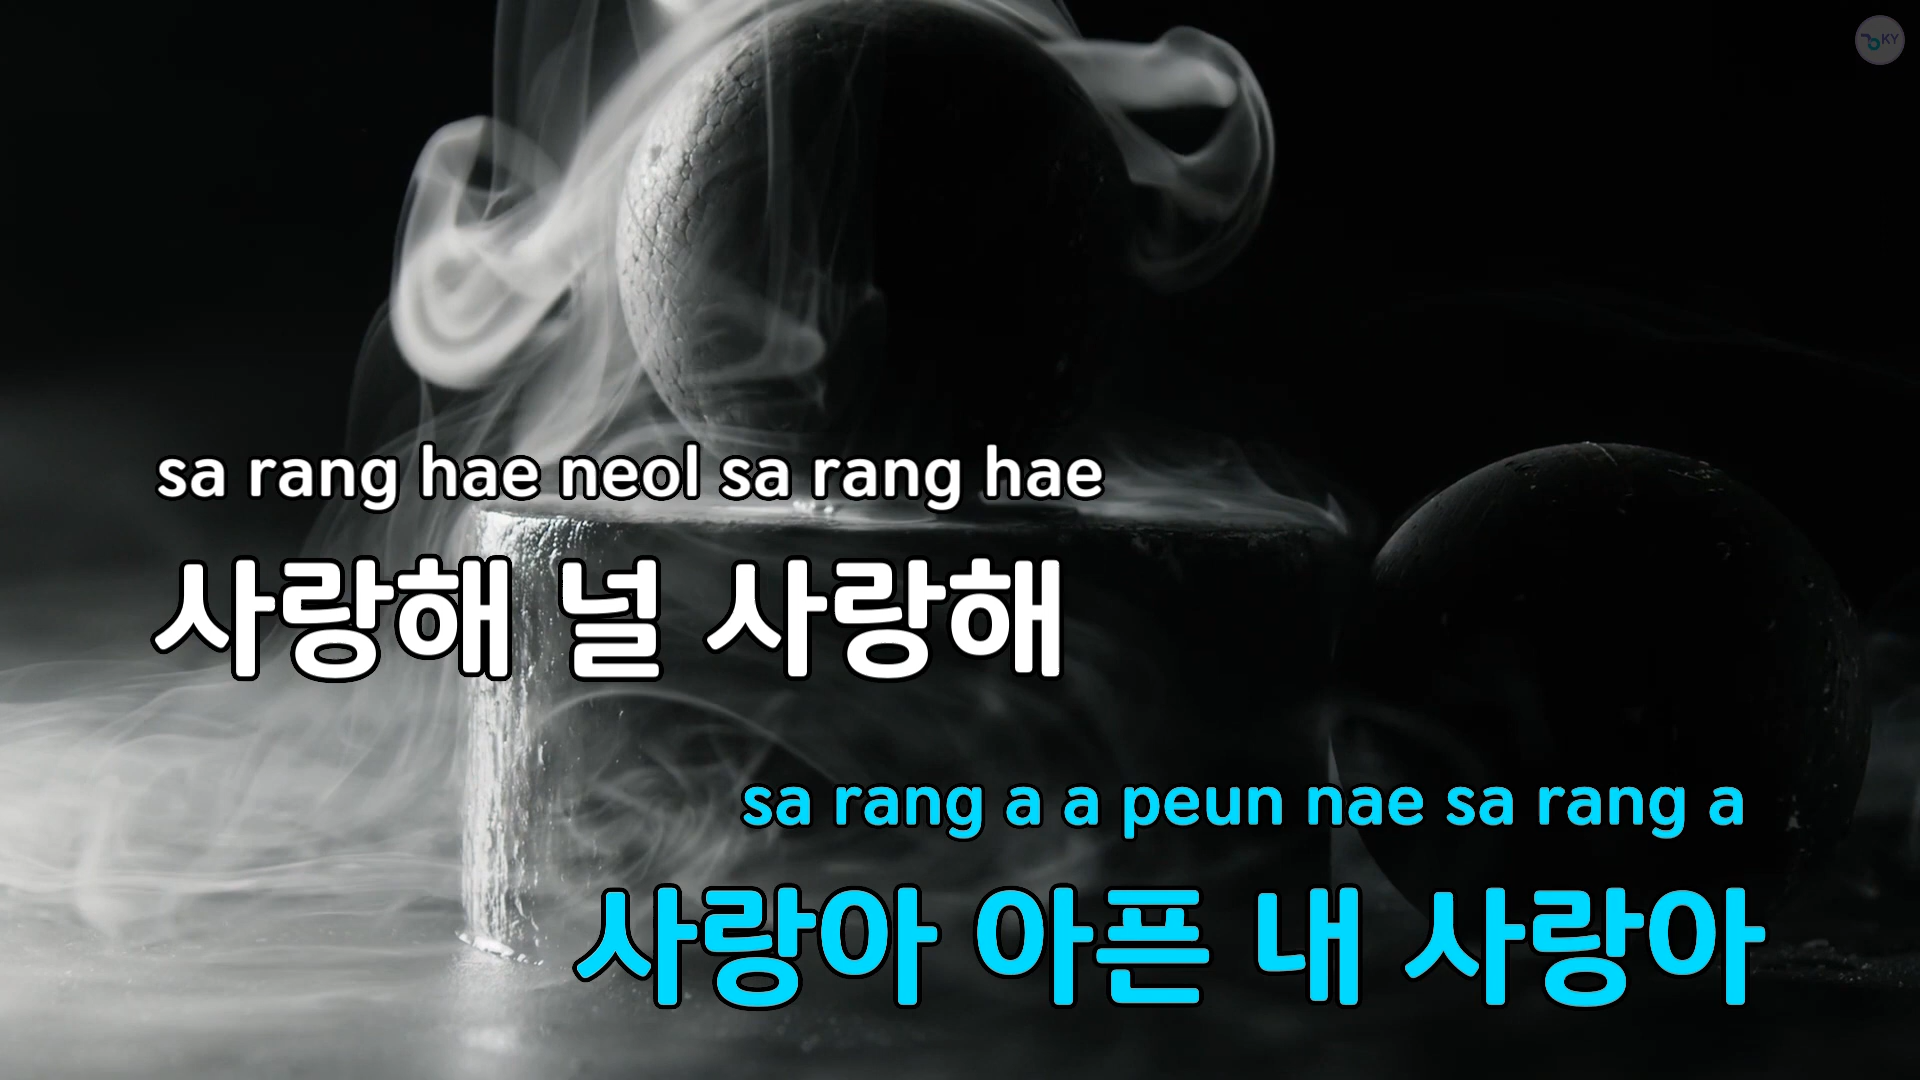 KY
sa rang hae neol sa rang hae
사랑해 널 사랑해
sa rang a a peun nae sa rang a
사랑아 아픈 내 사랑아